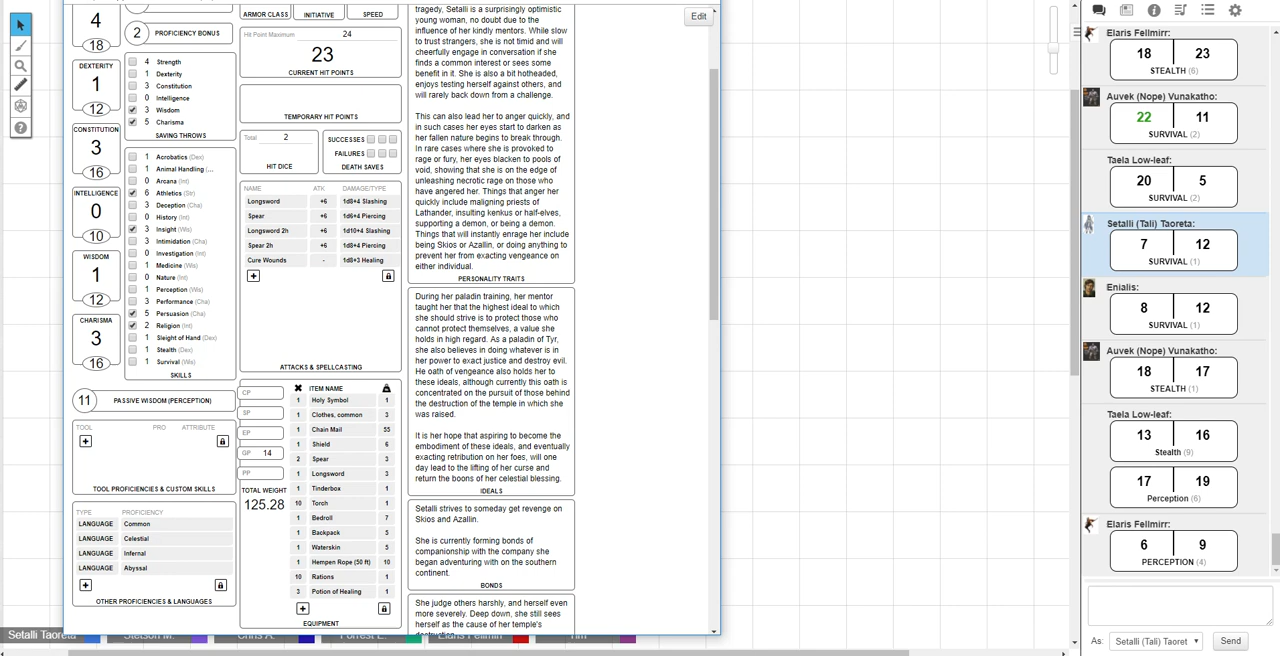 4
18
DEXTERITY
1
12
CONSTITUTION
3
16
INTELLIGENCE
0
10
WISDOM
1
12
CHARISMA
3
16
2 PROFICIENCY BONUS
4 Strength
1 Dexterity
3 Constitution
0 Intelligence
3 Wisdom
5 Charisma
SAVING THROWS
1 Acrobatics (Dex)
1 Animal Handling (...
0 Arcana (Int)
6 Athletics (Str)
3 Deception (Cha)
0 History (Int)
3 Insight (Wis)
3 Intimidation (Cha)
0 Investigation (Int)
1 Medicine (Wis)
0 Nature (Int)
1 Perception (Wis)
3 Performance (Cha)
5 Persuasion (Cha)
2 Religion (Int)
1 Sleight of Hand (Dex)
1 Stealth (Dex)
1 Survival (Wis)
SKILLS
11 PASSIVE WISDOM (PERCEPTION)
TOOL PRO ATTRIBUTE
TOOL PROFICIENCIES & CUSTOM SKILLS
TYPE PROFICIENCY
LANGUAGE Common
LANGUAGE Celestial
LANGUAGE Infernal
LANGUAGE Abyssal
OTHER PROFICIENCIES & LANGUAGES
ARMOR CLASS INITIATIVE SPEED
Hit Point Maximum 24
23
CURRENT HIT POINTS
TEMPORARY HIT POINTS
Total 2
HIT DICE
SUCCESSES
FAILURES
DEATH SAVES
NAME ATK DAMAGE/TYPE
Longsword +6 1d8+4 Slashing
Spear +6 1d6+4 Piercing
Longsword 2h +6 1d10+4 Slashing
Spear 2h +6 1d8+4 Piercing
Cure Wounds - 1d8+3 Healing
ATTACKS & SPELLCASTING
CP
SP
EP
GP 14
PP
TOTAL WEIGHT
125.28
ITEM NAME
1 Holy Symbol 1
1 Clothes, common 3
1 Chain Mail 55
1 Shield 6
2 Spear 3
1 Longsword 3
1 Tinderbox 1
10 Torch 1
1 Bedroll 7
1 Backpack 5
1 Waterskin 5
1 Hempen Rope (50 ft) 10
10 Rations 1
3 Potion of Healing 1
EQUIPMENT
tragedy, Setalli is a surprisingly optimistic
young woman, no doubt due to the
influence of her kindly mentors. While slow
to trust strangers, she is not timid and will
cheerfully engage in conversation if she
finds a common interest or sees some
benefit in it. She is also a bit hotheaded,
enjoys testing herself against others, and
will rarely back down from a challenge.
This can also lead her to anger quickly, and
in such cases her eyes start to darken as
her fallen nature begins to break through.
In rare cases where she is provoked to
rage or fury, her eyes blacken to pools of
void, showing that she is on the edge of
unleashing necrotic rage on those who
have angered her. Things that anger her
quickly include maligning priests of
Lathander, insulting kenkus or half-elves,
supporting a demon, or being a demon.
Things that will instantly enrage her include
being Skios or Azallin, or doing anything to
prevent her from exacting vengeance on
either individual.
PERSONALITY TRAITS
During her paladin training, her mentor
taught her that the highest ideal to which
she should strive is to protect those who
cannot protect themselves, a value she
holds in high regard. As a paladin of Tyr,
she also believes in doing whatever is in
her power to exact justice and destroy evil.
He oath of vengeance also holds her to
these ideals, although currently this oath is
concentrated on the pursuit of those behind
the destruction of the temple in which she
was raised.
It is her hope that aspiring to become the
embodiment of these ideals, and eventually
exacting retribution on her foes, will one
day lead to the lifting of her curse and
return the boons of her celestial blessing.
IDEALS
Setalli strives to someday get revenge on
Skios and Azallin.
She is currently forming bonds of
companionship with the company she
began adventuring with on the southern
continent.
BONDS
She judge others harshly, and herself even
more severely. Deep down, she still sees
herself as the cause of her temple's
destruction.
Edit
Setalli Taoreta Stetson M. Chris A. Forrest E. Elaris Fellmirr Tim
Elaris Fellmirr:
18 23
STEALTH (6)
Auvek (Nope) Vunakatho:
22 11
SURVIVAL (2)
Taela Low-leaf:
20 5
SURVIVAL (2)
Setalli (Tali) Taoreta:
7 12
SURVIVAL (1)
Enialis:
8 12
SURVIVAL (1)
Auvek (Nope) Vunakatho:
18 17
STEALTH (1)
Taela Low-leaf:
13 16
Stealth (9)
17 19
Perception (6)
Elaris Fellmirr:
6 9
PERCEPTION (4)
As: Setalli (Tali) Taoret Send